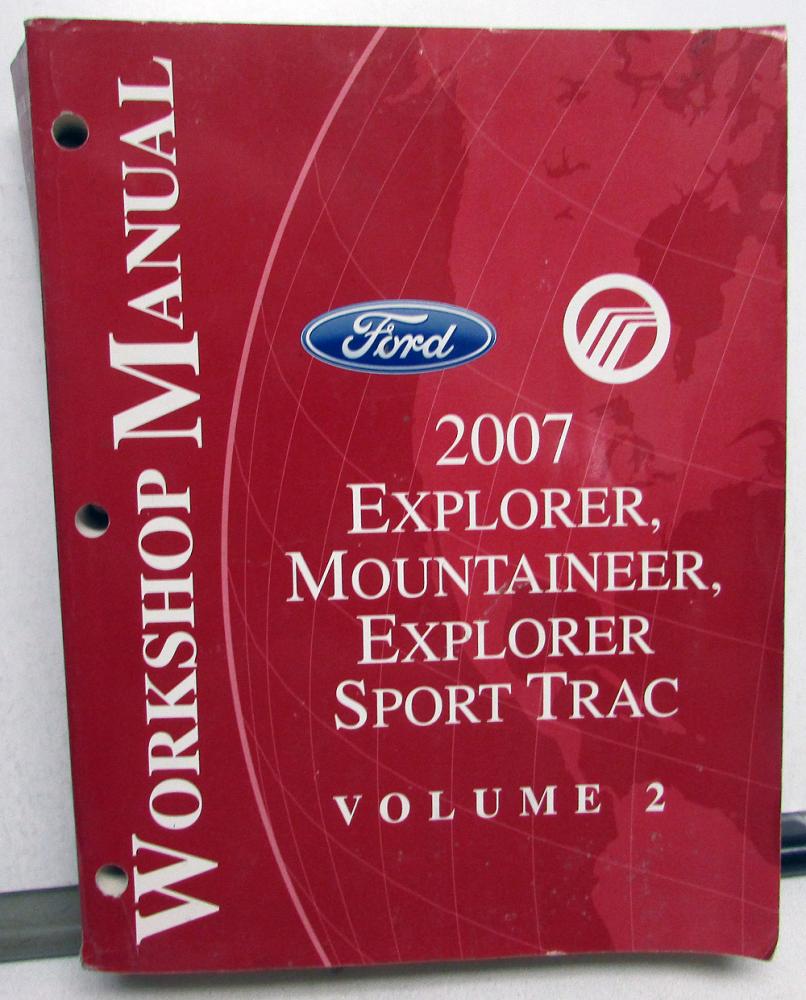 WORKSHOP MANUAL
Ford
2007
EXPLORER,
MOUNTAINEER,
EXPLORER
SPORT TRAC
VOLUME 2